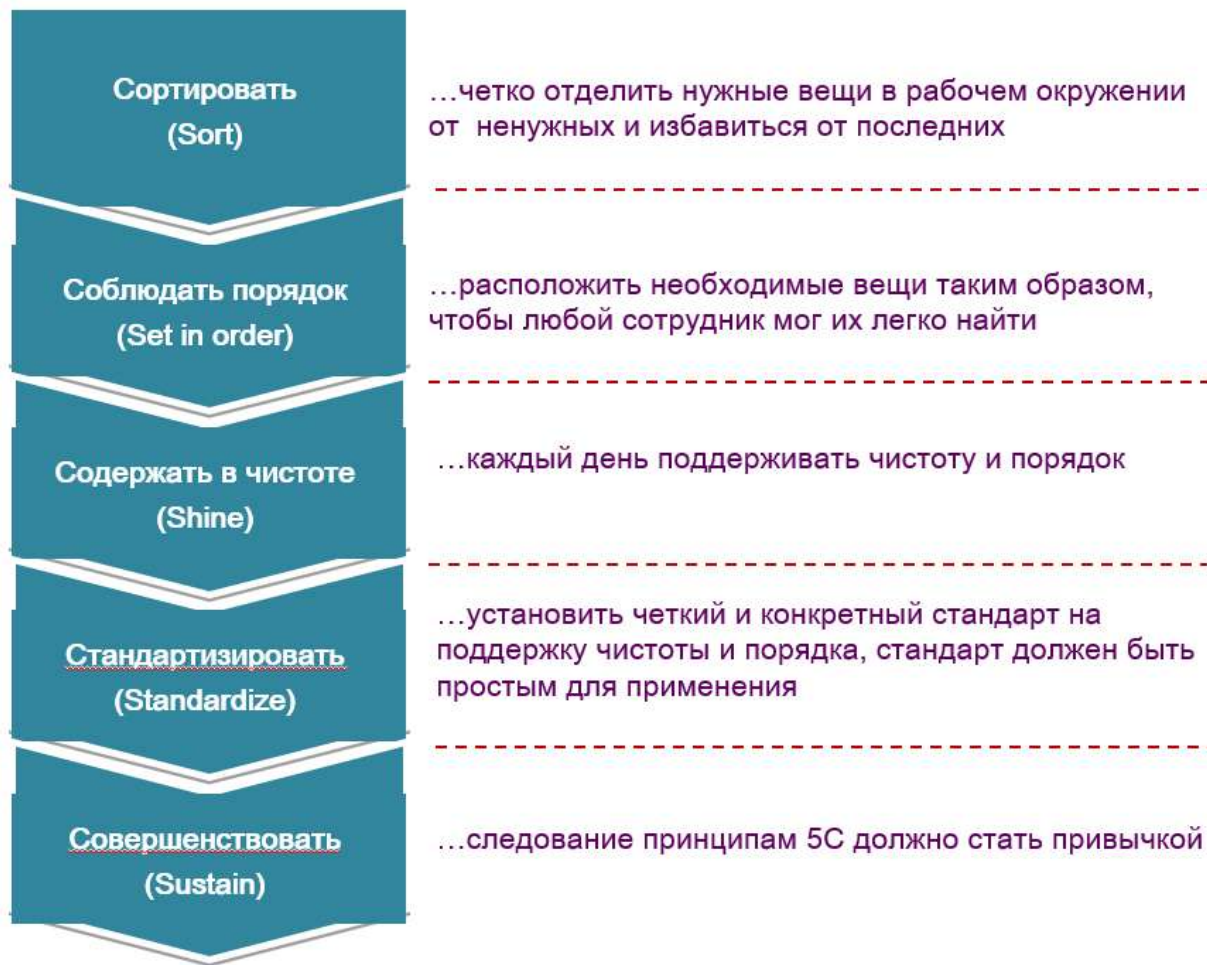 Сортировать
(Sort)
…четко отделить нужные вещи в рабочем окружении
от  ненужных и избавиться от последних
Соблюдать порядок
(Set in order)
…расположить необходимые вещи таким образом,
чтобы любой сотрудник мог их легко найти
Содержать в чистоте
(Shine)
…каждый день поддерживать чистоту и порядок
Стандартизировать
(Standardize)
…установить четкий и конкретный стандарт на
поддержку чистоты и порядка, стандарт должен быть
простым для применения
Совершенствовать
(Sustain)
…следование принципам 5С должно стать привычкой